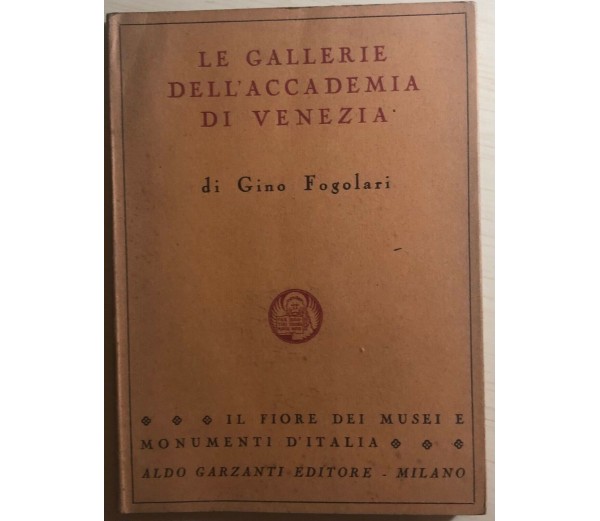 LE GALLERIE
DELL'ACCADEMIA
DI VENEZIA
di Gino Fogolari
IL FIORE DEI MUSEI E
MONUMENTI D'ITALIA
ALDO GARZANTI EDITORE - MILANO